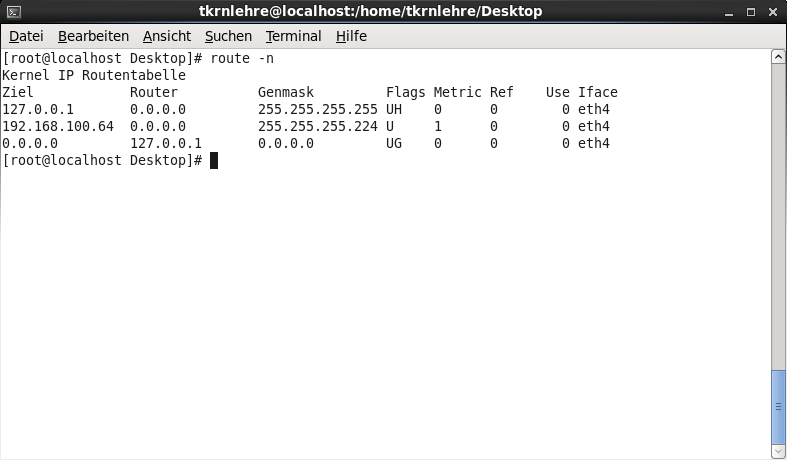 tkrnlehre@localhost:/home/tkrnlehre/Desktop
Datei Bearbeiten Ansicht Suchen Terminal Hilfe
[root@localhost Desktop]# route -n
Kernel IP Routentabelle
Ziel            Router          Genmask         Flags Metric Ref    Use Iface
127.0.0.1       0.0.0.0         255.255.255.255 UH    0      0        0 eth4
192.168.100.64  0.0.0.0         255.255.255.224 U     1      0        0 eth4
0.0.0.0         127.0.0.1       0.0.0.0         UG    0      0        0 eth4
[root@localhost Desktop]#